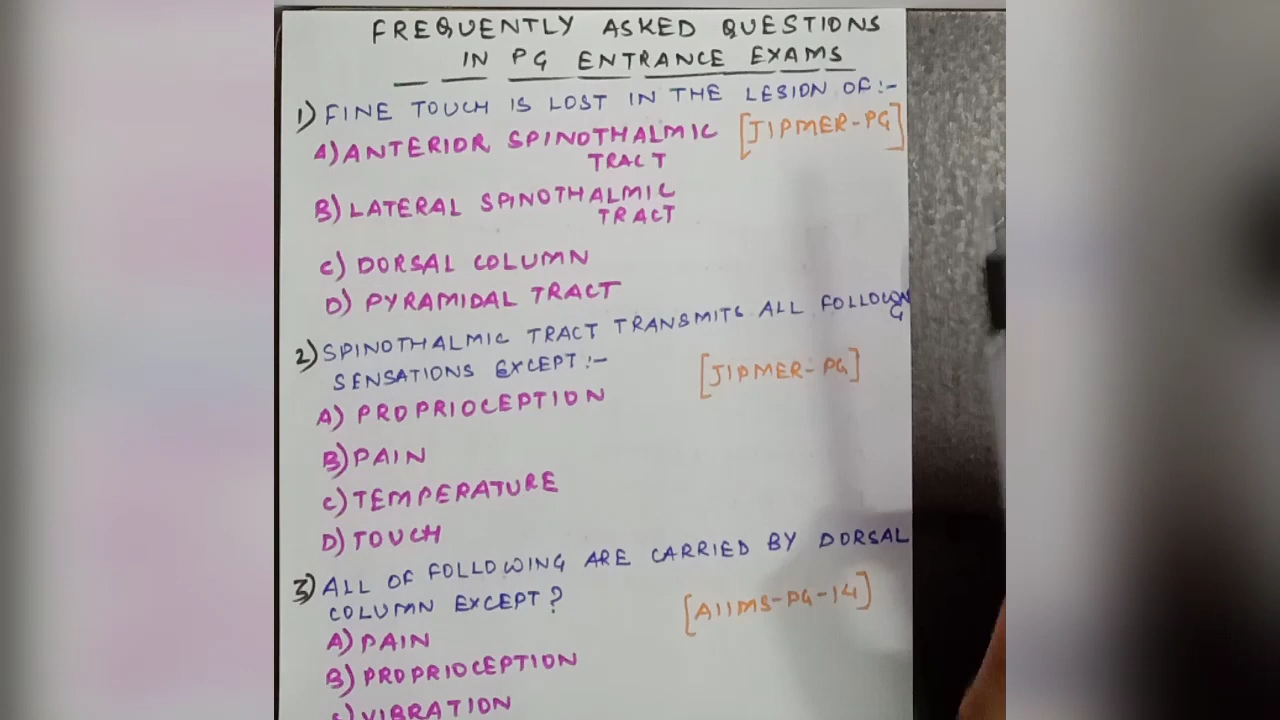 FREQUENTLY ASKED QUESTIONS
IN PG ENTRANCE EXAMS
1) FINE TOUCH IS LOST IN THE LESION OF:-
A) ANTERIOR SPINOTHALMIC [JIPMER-PG]
TRACT
B) LATERAL SPINOTHALMIC
TRACT
C) DORSAL COLUMN
D) PYRAMIDAL TRACT
2) SPINOTHALMIC TRACT TRANSMITS ALL FOLLOWING
SENSATIONS EXCEPT:- [JIPMER-PG]
A) PROPRIOCEPTION
B) PAIN
C) TEMPERATURE
D) TOUCH
3) ALL OF FOLLOWING ARE CARRIED BY DORSAL
COLUMN EXCEPT? [AIIMS-PG-14]
A) PAIN
B) PROPRIOCEPTION
C) VIBRATION